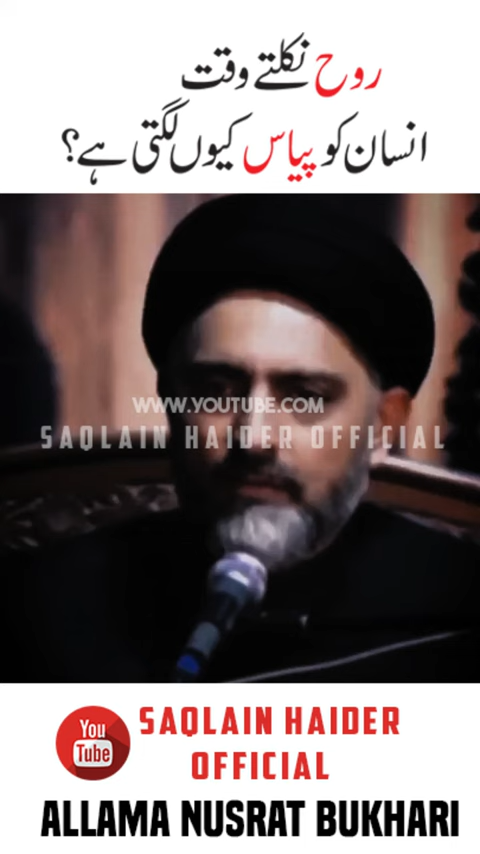 روح نکلتے وقت
انسان کو پیاس کیوں لگتی ہے؟
WWW.YOUTUBE.COM
SAQLAIN HAIDER OFFICIAL
You
Tube
SAQLAIN HAIDER
OFFICIAL
ALLAMA NUSRAT BUKHARI